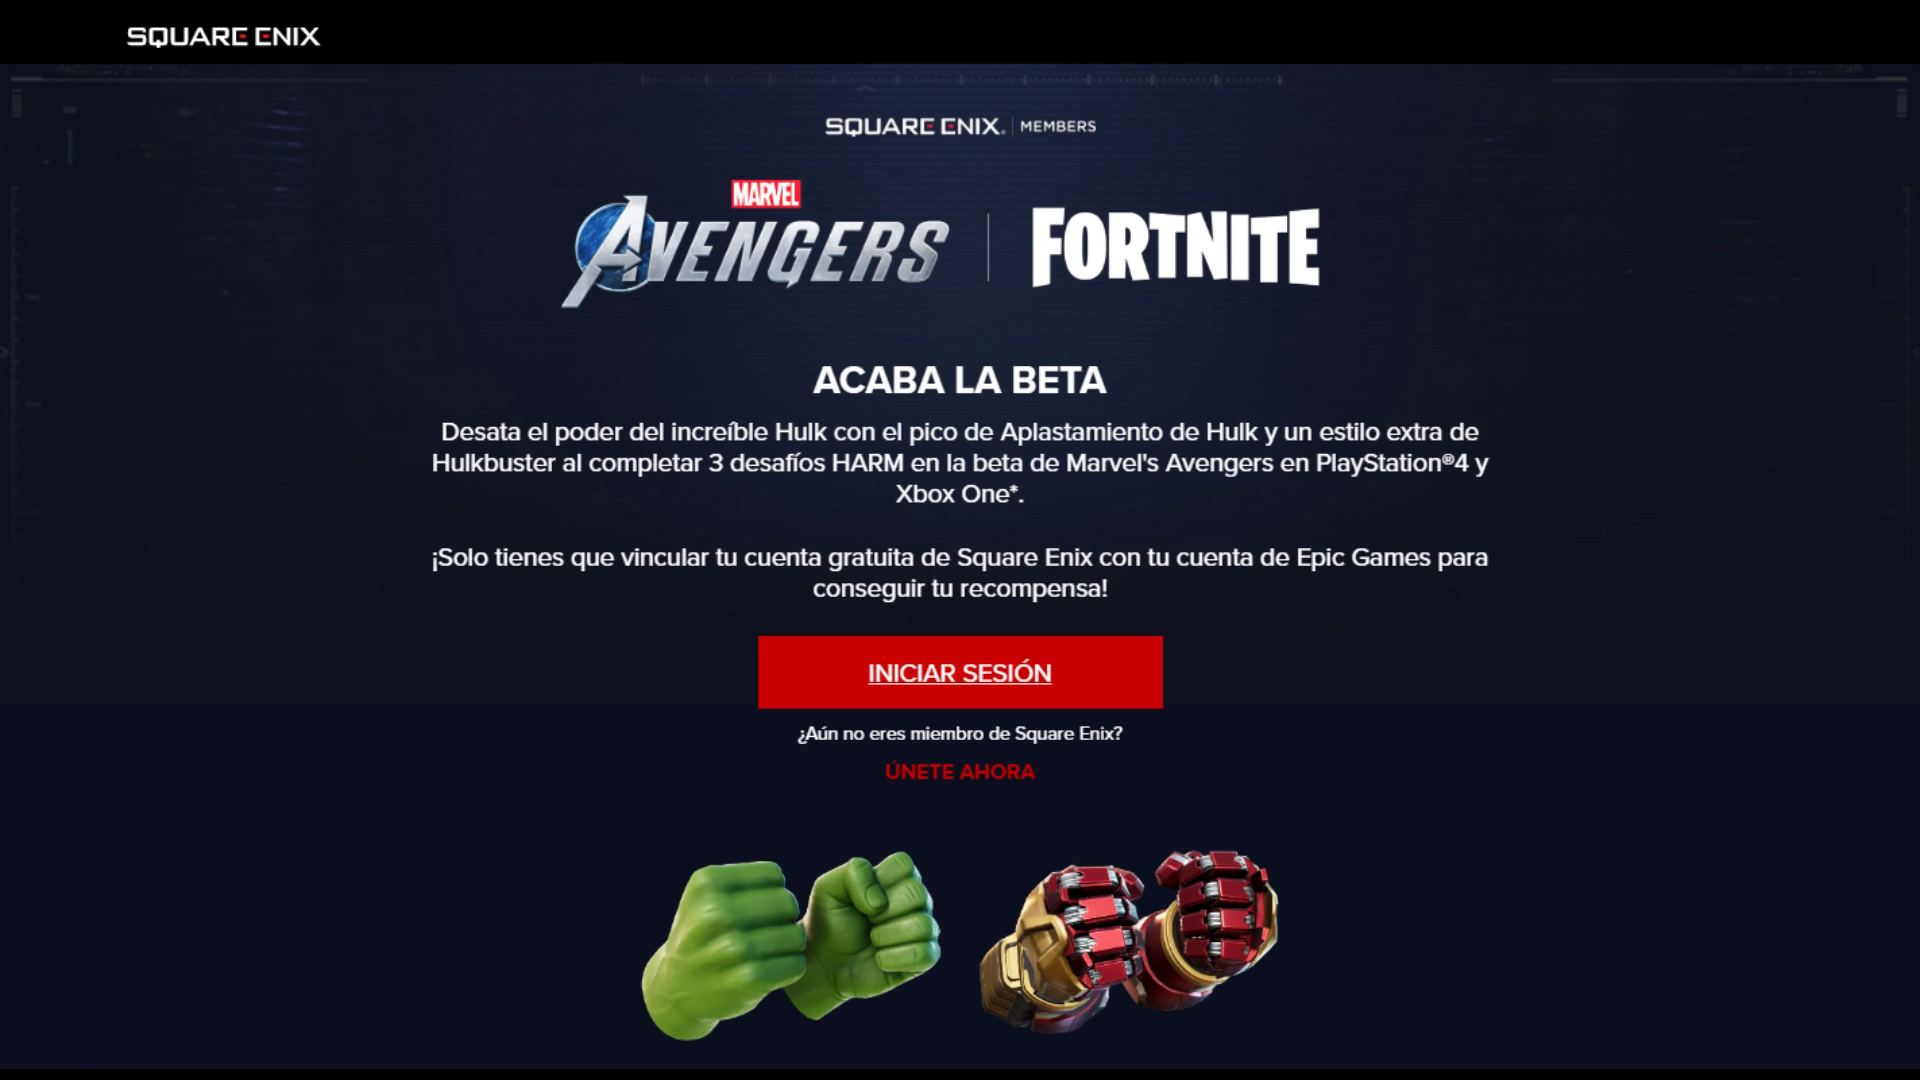 SQUARE ENIX
SQUARE ENIX. | MEMBERS
MARVEL
AVENGERS
FORTNITE
ACABA LA BETA
Desata el poder del increíble Hulk con el pico de Aplastamiento de Hulk y un estilo extra de
Hulkbuster al completar 3 desafíos HARM en la beta de Marvel's Avengers en PlayStation®4 y
Xbox One*.
¡Solo tienes que vincular tu cuenta gratuita de Square Enix con tu cuenta de Epic Games para
conseguir tu recompensa!
INICIAR SESIÓN
¿Aún no eres miembro de Square Enix?
ÚNETE AHORA